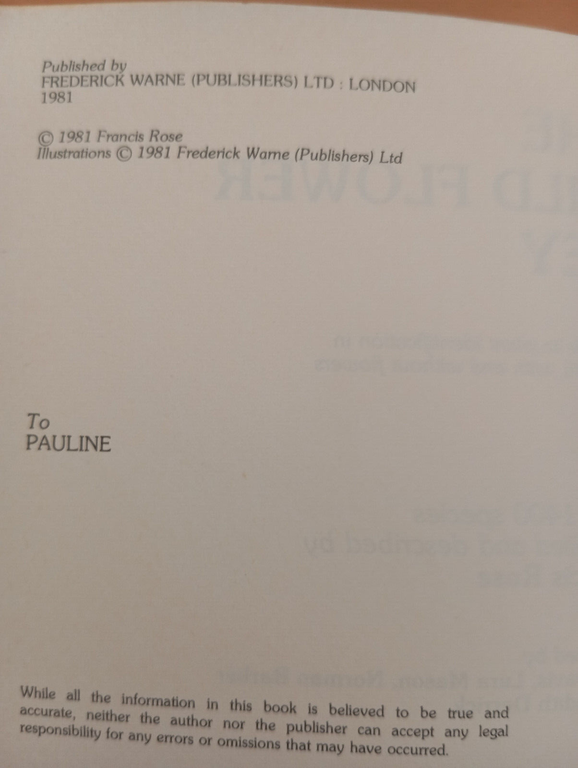 Published by
FREDERICK WARNE (PUBLISHERS) LTD : LONDON
1981
© 1981 Francis Rose
Illustrations © 1981 Frederick Warne (Publishers) Ltd
To
PAULINE
While all the information in this book is believed to be true and
accurate, neither the author nor the publisher can accept any legal
responsibility for any errors or omissions that may have occurred.